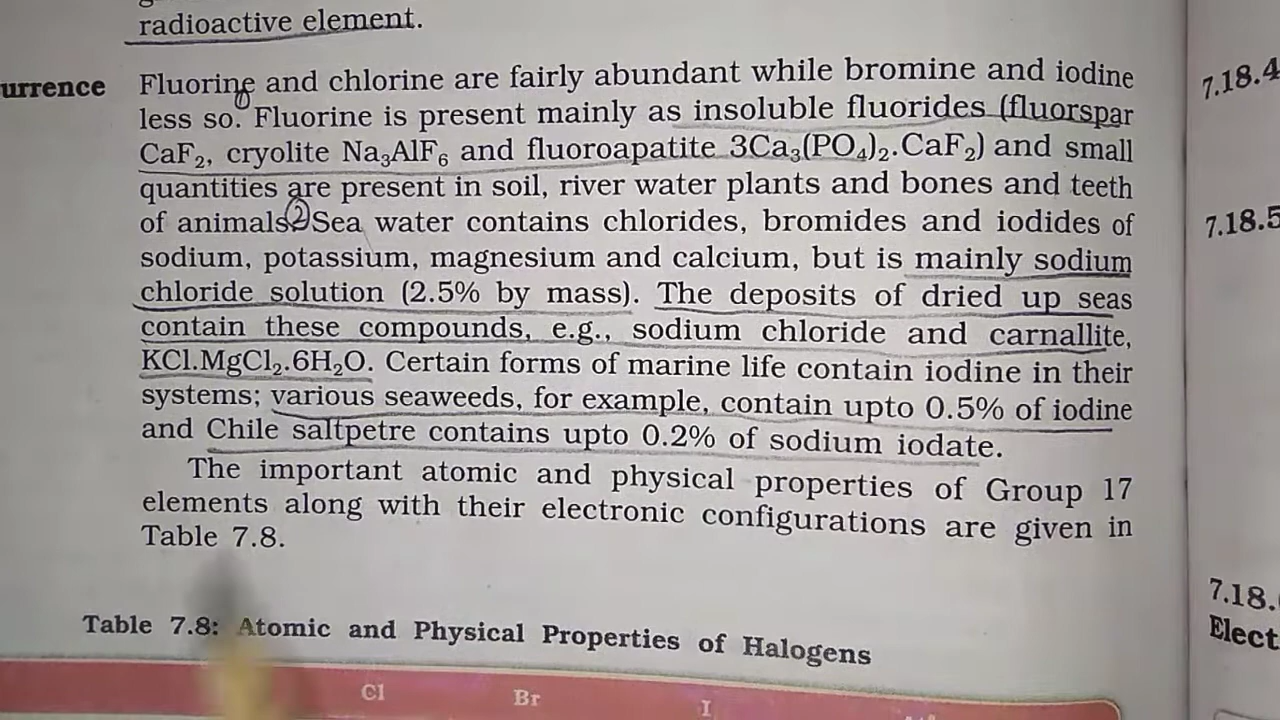 radioactive element.
urrence
Fluorine and chlorine are fairly abundant while bromine and iodine
less so. Fluorine is present mainly as insoluble fluorides (fluorspar
CaF₂, cryolite Na₃AlF₆ and fluoroapatite 3Ca₃(PO₄)₂.CaF₂) and small
quantities are present in soil, river water plants and bones and teeth
of animals ② Sea water contains chlorides, bromides and iodides of
sodium, potassium, magnesium and calcium, but is mainly sodium
chloride solution (2.5% by mass). The deposits of dried up seas
contain these compounds, e.g., sodium chloride and carnallite,
KCl.MgCl₂.6H₂O. Certain forms of marine life contain iodine in their
systems; various seaweeds, for example, contain upto 0.5% of iodine
and Chile saltpetre contains upto 0.2% of sodium iodate.
The important atomic and physical properties of Group 17
elements along with their electronic configurations are given in
Table 7.8.
Table 7.8: Atomic and Physical Properties of Halogens
Cl Br I
7.18.4
7.18.5
7.18.
Elect